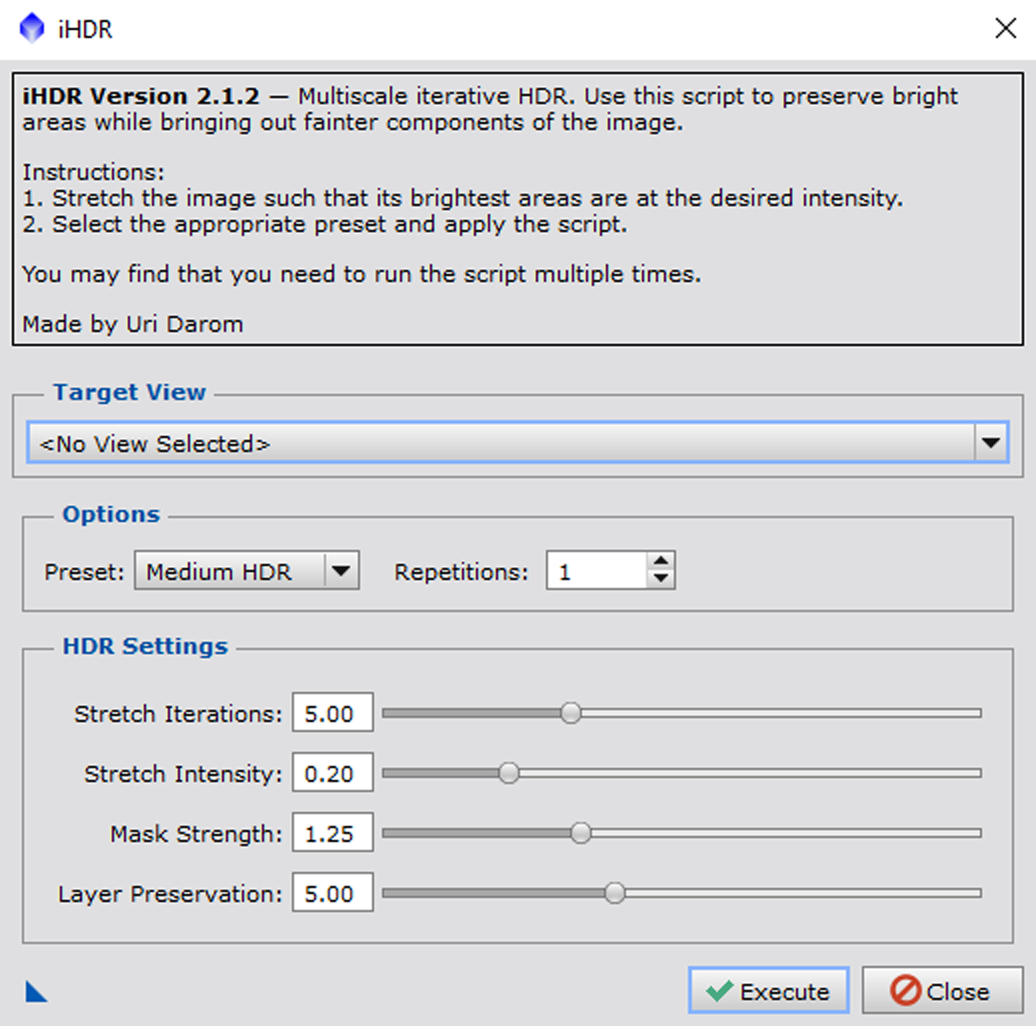 iHDR
iHDR Version 2.1.2 — Multiscale iterative HDR. Use this script to preserve bright
areas while bringing out fainter components of the image.
Instructions:
1. Stretch the image such that its brightest areas are at the desired intensity.
2. Select the appropriate preset and apply the script.
You may find that you need to run the script multiple times.
Made by Uri Darom
Target View
<No View Selected>
Options
Preset: Medium HDR Repetitions: 1
HDR Settings
Stretch Iterations: 5.00
Stretch Intensity: 0.20
Mask Strength: 1.25
Layer Preservation: 5.00
Execute Close